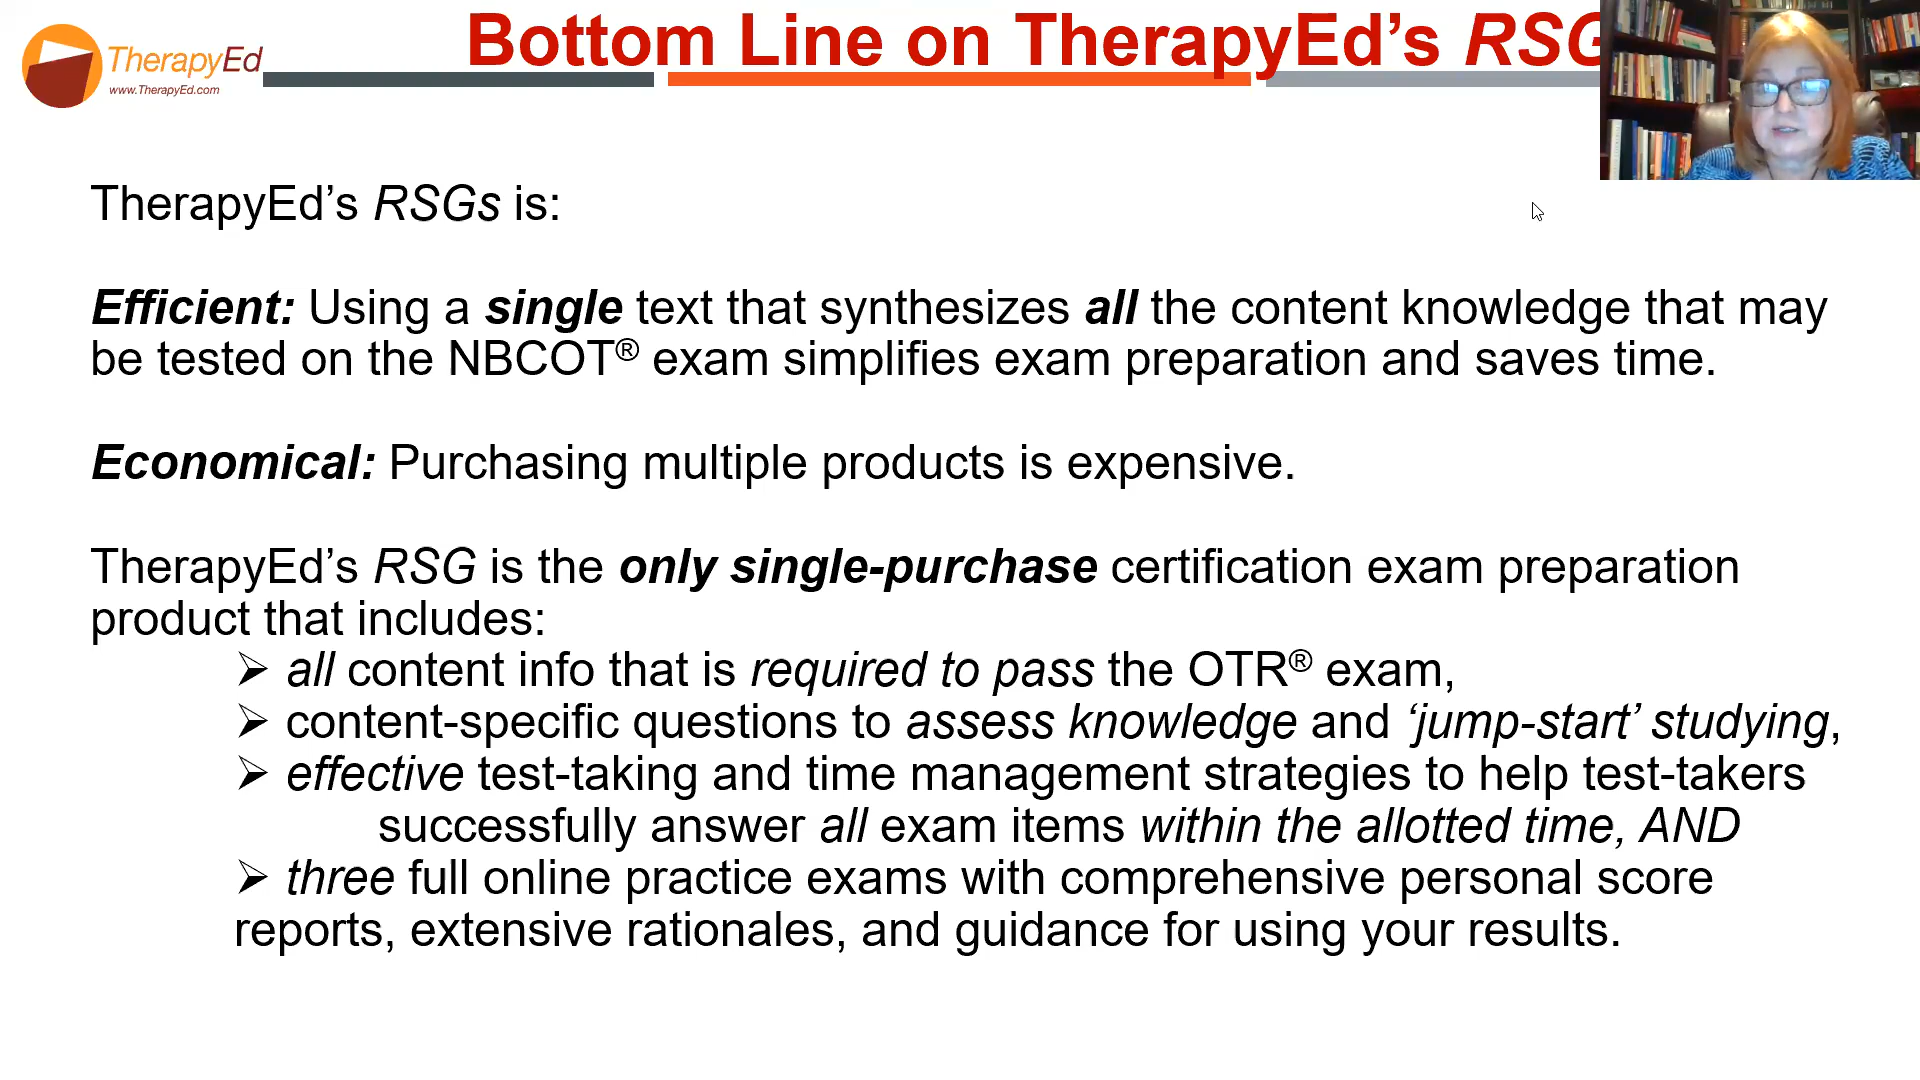 TherapyEd
www.TherapyEd.com
Bottom Line on TherapyEd’s RSG
TherapyEd’s RSGs is:
Efficient: Using a single text that synthesizes all the content knowledge that may
be tested on the NBCOT® exam simplifies exam preparation and saves time.
Economical: Purchasing multiple products is expensive.
TherapyEd’s RSG is the only single-purchase certification exam preparation
product that includes:
➢ all content info that is required to pass the OTR® exam,
➢ content-specific questions to assess knowledge and ‘jump-start’ studying,
➢ effective test-taking and time management strategies to help test-takers
successfully answer all exam items within the allotted time, AND
➢ three full online practice exams with comprehensive personal score
reports, extensive rationales, and guidance for using your results.